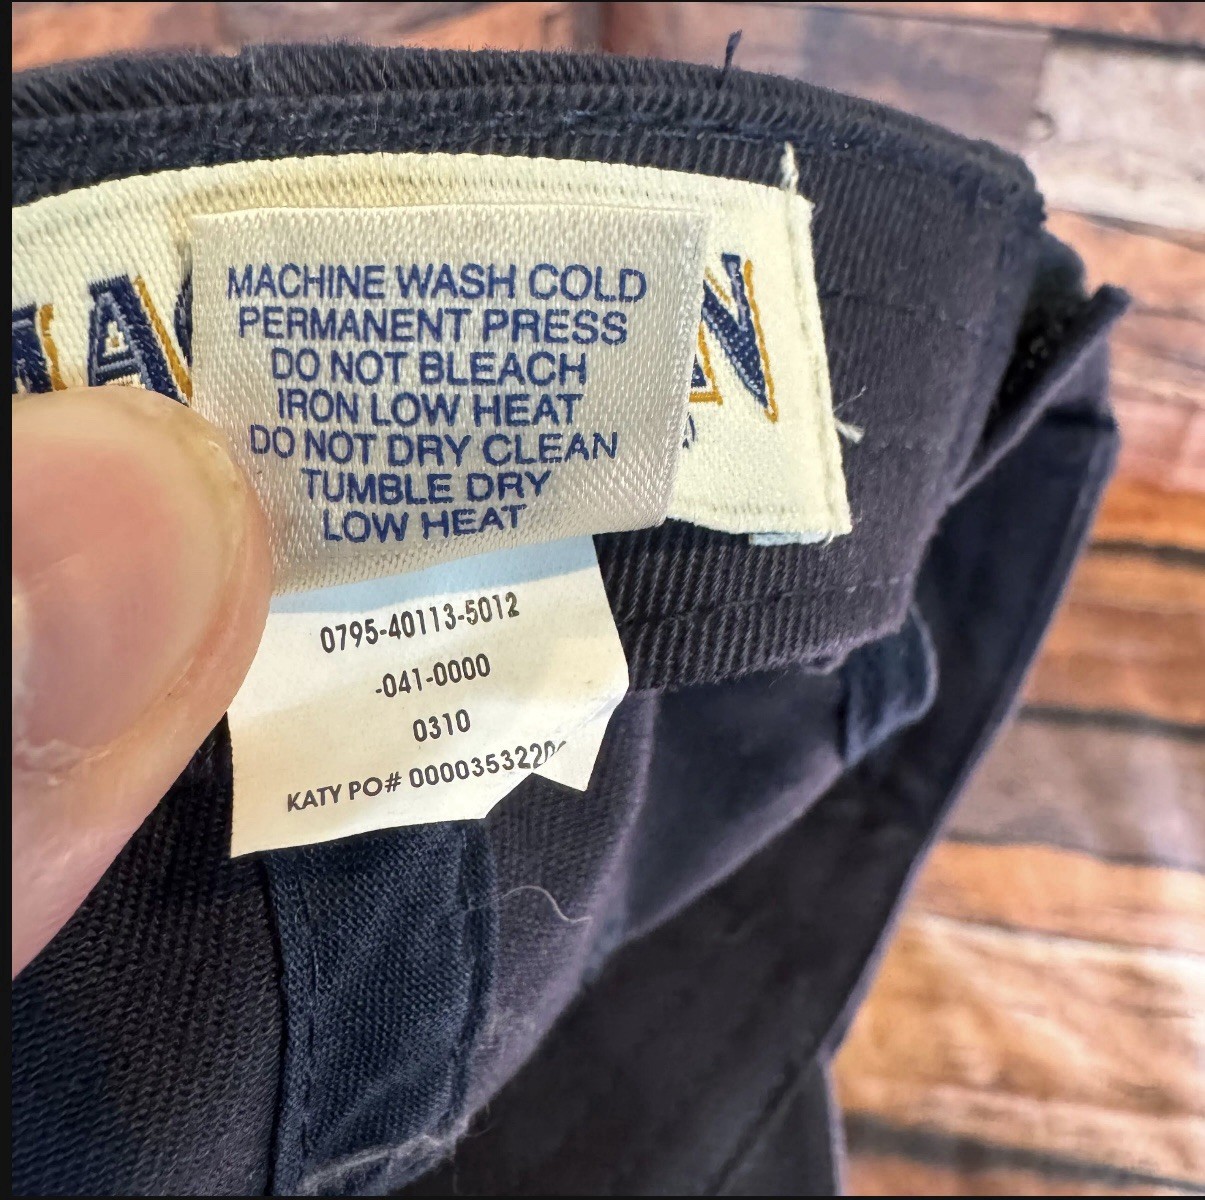 MACHINE WASH COLD
PERMANENT PRESS
DO NOT BLEACH
IRON LOW HEAT
DO NOT DRY CLEAN
TUMBLE DRY
LOW HEAT
0795-40113-5012
-041-0000
0310
KATY PO#